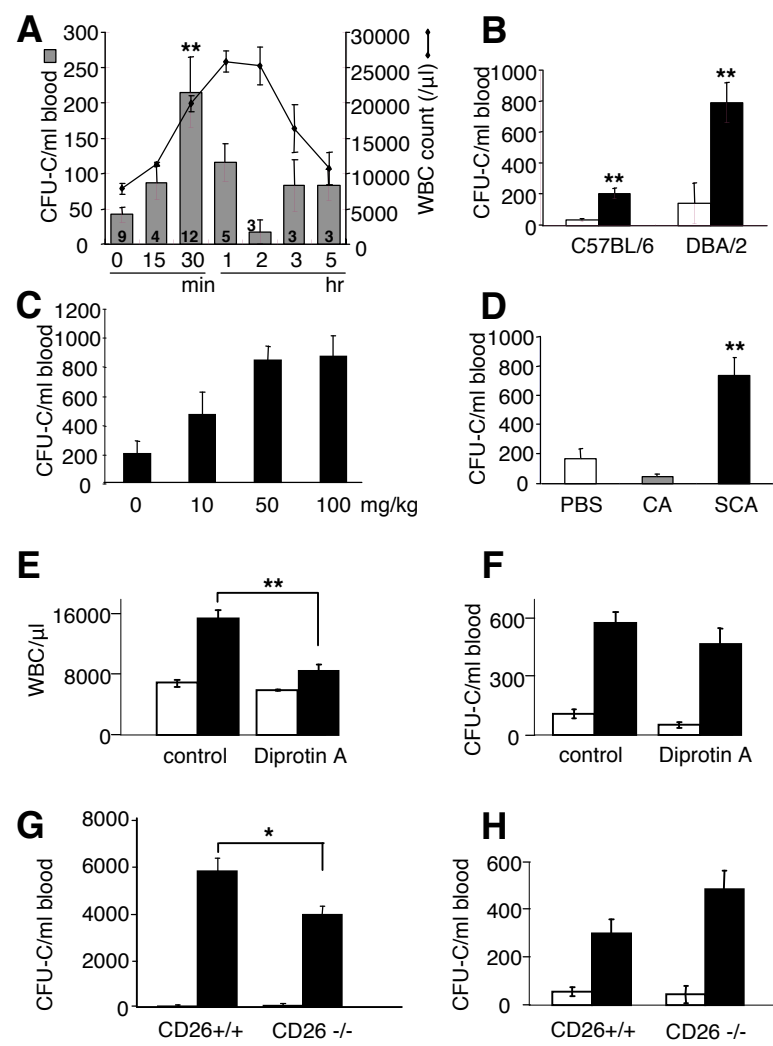 A
CFU-C/ml blood
300
250
200
150
100
50
0
**
9
4
12
5
3
3
3
0 15 30 1 2 3 5
min hr
30000
25000
20000
15000
10000
5000
0
WBC count (/µl)
B
CFU-C/ml blood
1000
800
600
400
200
0
**
**
C57BL/6 DBA/2
C
CFU-C/ml blood
1200
1000
800
600
400
200
0
0 10 50 100 mg/kg
D
CFU-C/ml blood
1000
800
600
400
200
0
**
PBS CA SCA
E
WBC/µl
16000
8000
0
**
control Diprotin A
F
CFU-C/ml blood
600
300
0
control Diprotin A
G
CFU-C/ml blood
8000
6000
4000
2000
0
*
CD26+/+ CD26 -/-
H
CFU-C/ml blood
600
400
200
0
CD26+/+ CD26 -/-